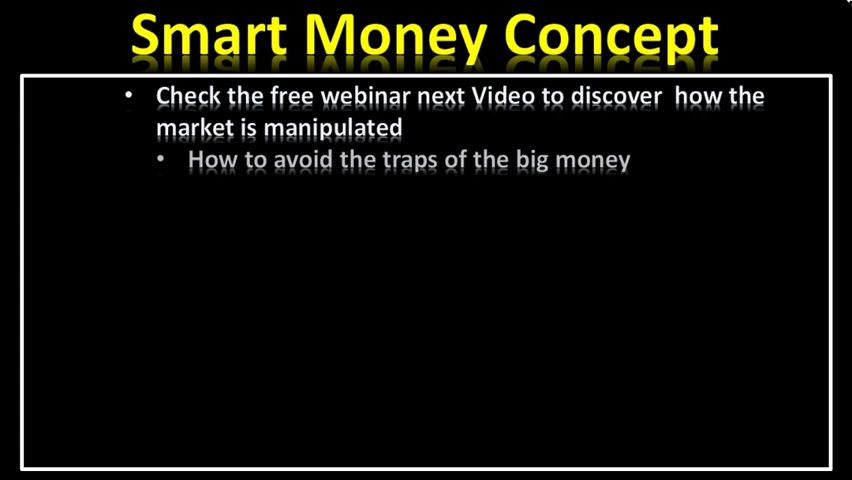 Smart Money Concept
• Check the free webinar next Video to discover  how the
market is manipulated
• How to avoid the traps of the big money